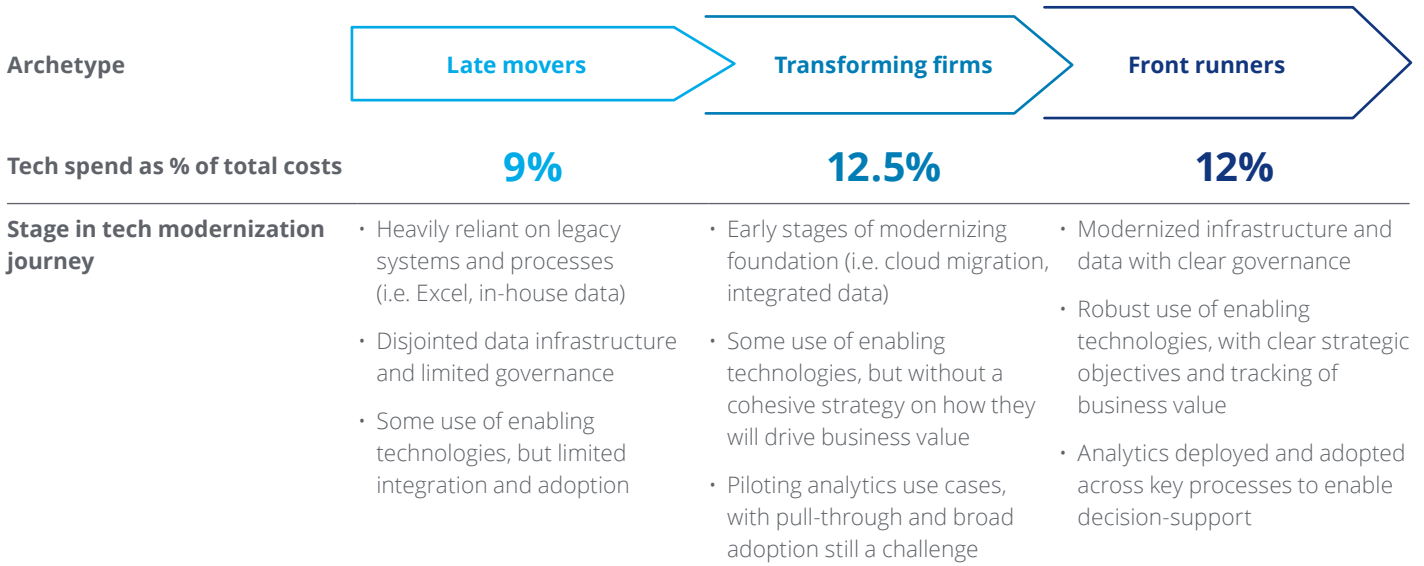 Archetype
Late movers
Transforming firms
Front runners
Tech spend as % of total costs
9%
12.5%
12%
Stage in tech modernization
journey
• Heavily reliant on legacy
systems and processes
(i.e. Excel, in-house data)
• Disjointed data infrastructure
and limited governance
• Some use of enabling
technologies, but limited
integration and adoption
• Early stages of modernizing
foundation (i.e. cloud migration,
integrated data)
• Some use of enabling
technologies, but without a
cohesive strategy on how they
will drive business value
• Piloting analytics use cases,
with pull-through and broad
adoption still a challenge
• Modernized infrastructure and
data with clear governance
• Robust use of enabling
technologies, with clear strategic
objectives and tracking of
business value
• Analytics deployed and adopted
across key processes to enable
decision-support